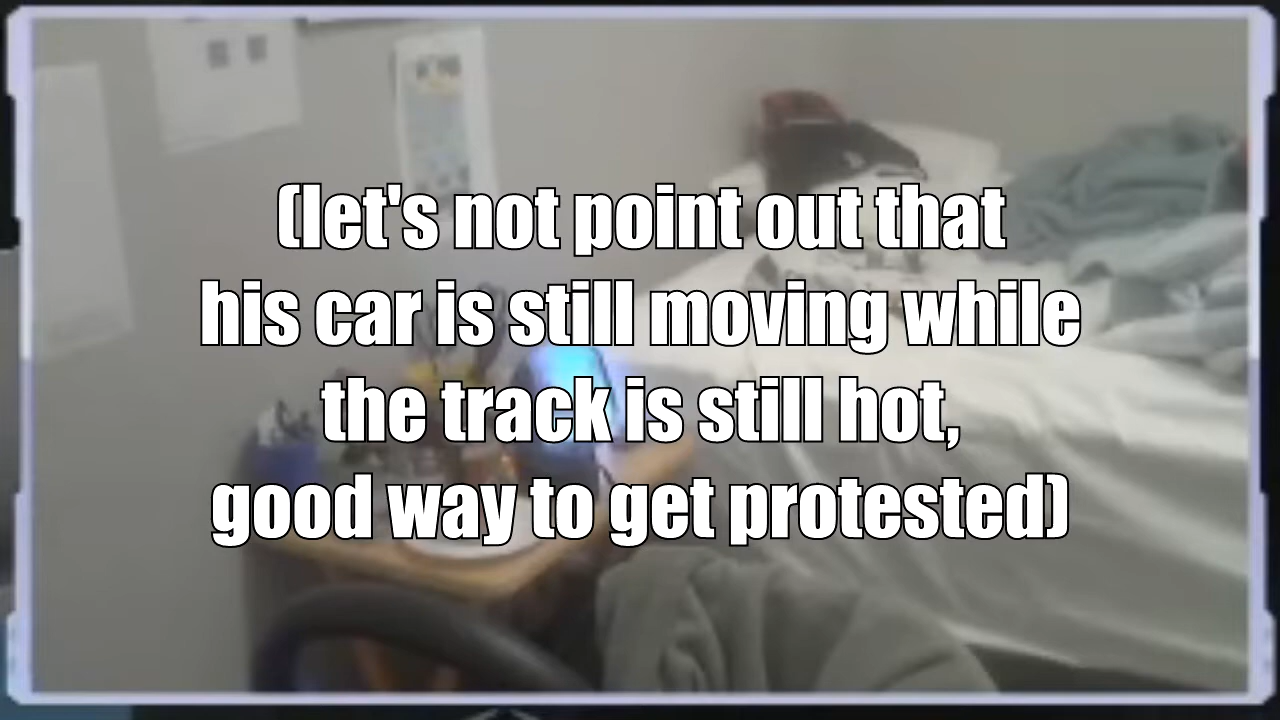 (let's not point out that
his car is still moving while
the track is still hot,
good way to get protested)